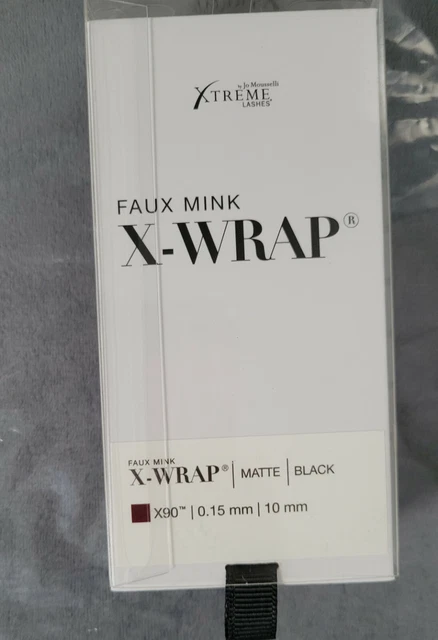 by Jo Mousselli
XTREME
LASHES®
FAUX MINK
X-WRAP®
FAUX MINK
X-WRAP® | MATTE | BLACK
X90™ | 0.15 mm | 10 mm